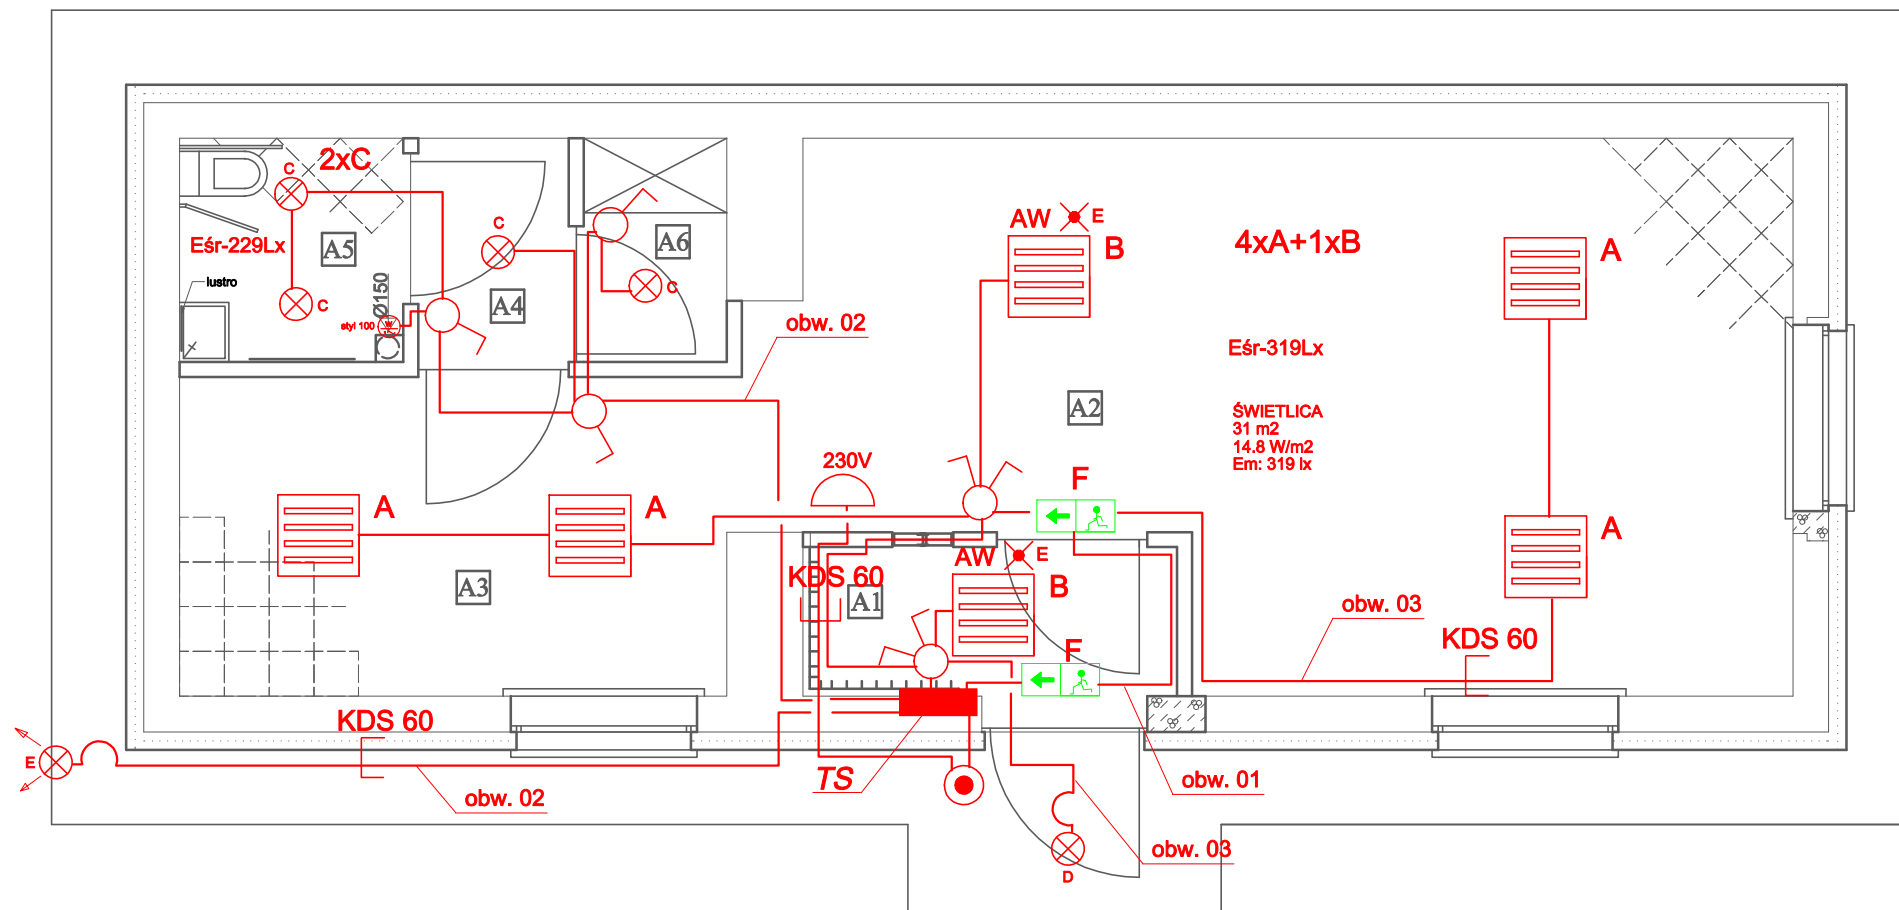 2xC
C
C
Eśr-229Lx
A5
lustro
Ø150
styl 100
C
A4
A6
C
obw. 02
AW
E
B
4xA+1xB
A
Eśr-319Lx
A2
ŚWIETLICA
31 m2
14.8 W/m2
Em: 319 lx
230V
F
A
A
A
A3
KDS 60
A1
AW
E
B
F
obw. 03
KDS 60
KDS 60
E
obw. 02
TS
obw. 01
obw. 03
D